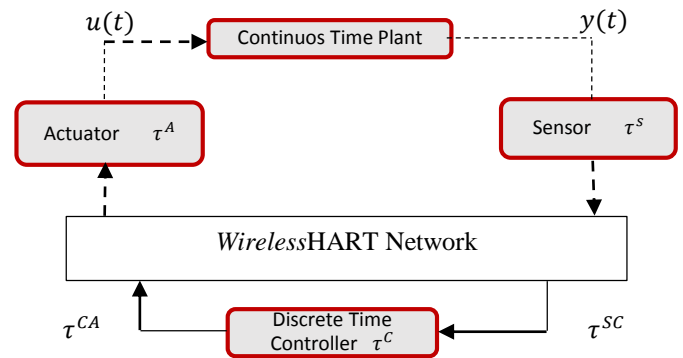 u(t)
Continuos Time Plant
y(t)
Actuator τ^A
Sensor τ^s
WirelessHART Network
τ^CA
Discrete Time
Controller τ^C
τ^SC